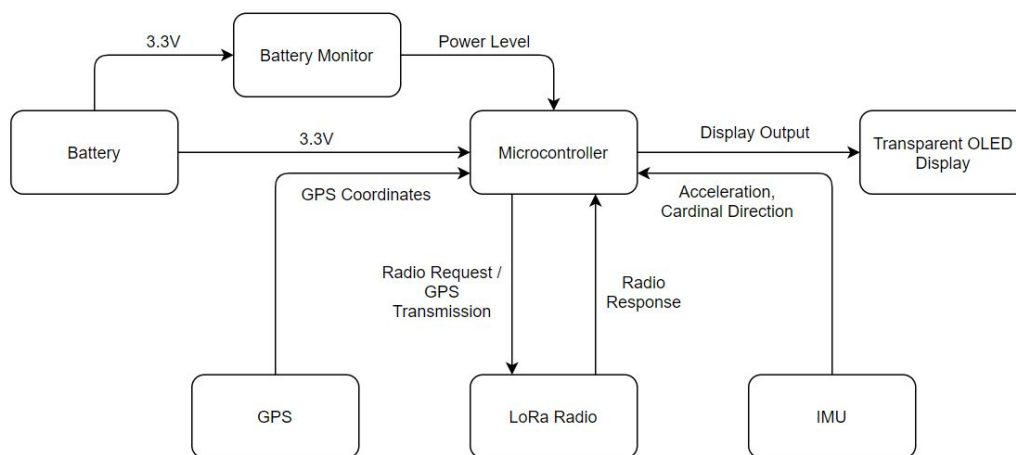 3.3V
Battery Monitor
Power Level
Battery
3.3V
Microcontroller
Display Output
Transparent OLED
Display
GPS Coordinates
Acceleration,
Cardinal Direction
Radio Request /
GPS
Transmission
Radio
Response
GPS
LoRa Radio
IMU